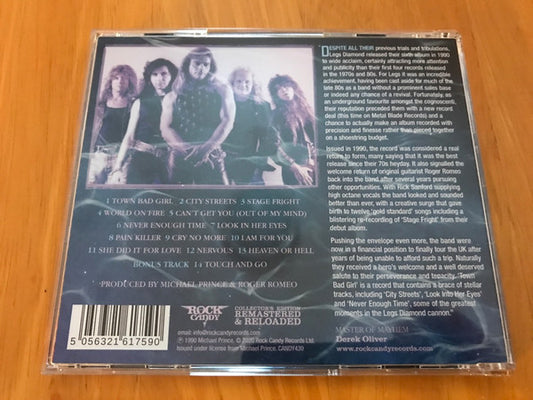 DESPITE ALL THEIR previous trials and tribulations,
Legs Diamond released their sixth album in 1990
to wide acclaim, certainly attracting more attention
and publicity than their first four records released
in the 1970s and 80s. For Legs it was an incredible
achievement, having been cast aside for much of the
late 80s as a band without a prominent sales base
or indeed any chance of a revival. Fortunately, as
an underground favourite amongst the cognoscenti,
their reputation preceded them with a new record
deal (this time on Metal Blade Records) and a
chance to actually make an album recorded with
precision and finesse rather than pieced together
on a shoestring budget.
Issued in 1990, the record was considered a real
return to form, many saying that it was the best
release since their 70s heyday. It also signalled the
welcome return of original guitarist Roger Romeo
back into the band after several years pursuing
other opportunities. With Rick Sanford supplying
high octane vocals the band looked and sounded
better than ever, with a creative surge that gave
birth to twelve 'gold standard' songs including a
blistering re-recording of 'Stage Fright' from their
debut album.
Pushing the envelope even more, the band were
now in a financial position to finally tour the UK after
years of being unable to afford such a trip. Naturally
they received a hero's welcome and a well deserved
salute to their perseverance and tenacity. 'Town
Bad Girl' is a record that contains a brace of stellar
tracks, including 'City Streets', 'Look Into Her Eyes'
and 'Never Enough Time', some of the greatest
moments in the Legs Diamond cannon."
MASTER OF MAYHEM
Derek Oliver
www.rockcandyrecords.com
1 TOWN BAD GIRL 2 CITY STREETS 3 STAGE FRIGHT
4 WORLD ON FIRE 5 CAN'T GET YOU (OUT OF MY MIND)
6 NEVER ENOUGH TIME 7 LOOK IN HER EYES
8 PAIN KILLER 9 CRY NO MORE 10 I AM FOR YOU
11 SHE DID IT FOR LOVE 12 NERVOUS 13 HEAVEN OR HELL
BONUS TRACK 14 TOUCH AND GO
PRODUCED BY MICHAEL PRINCE & ROGER ROMEO
5 056321 617590
ROCK
CANDY
COLLECTOR'S EDITION
REMASTERED
& RELOADED
email: info@rockcandyrecords.com
℗ 1990 Michael Prince. © 2020 Rock Candy Records Ltd.
Issued under license from Michael Prince. CANDY430